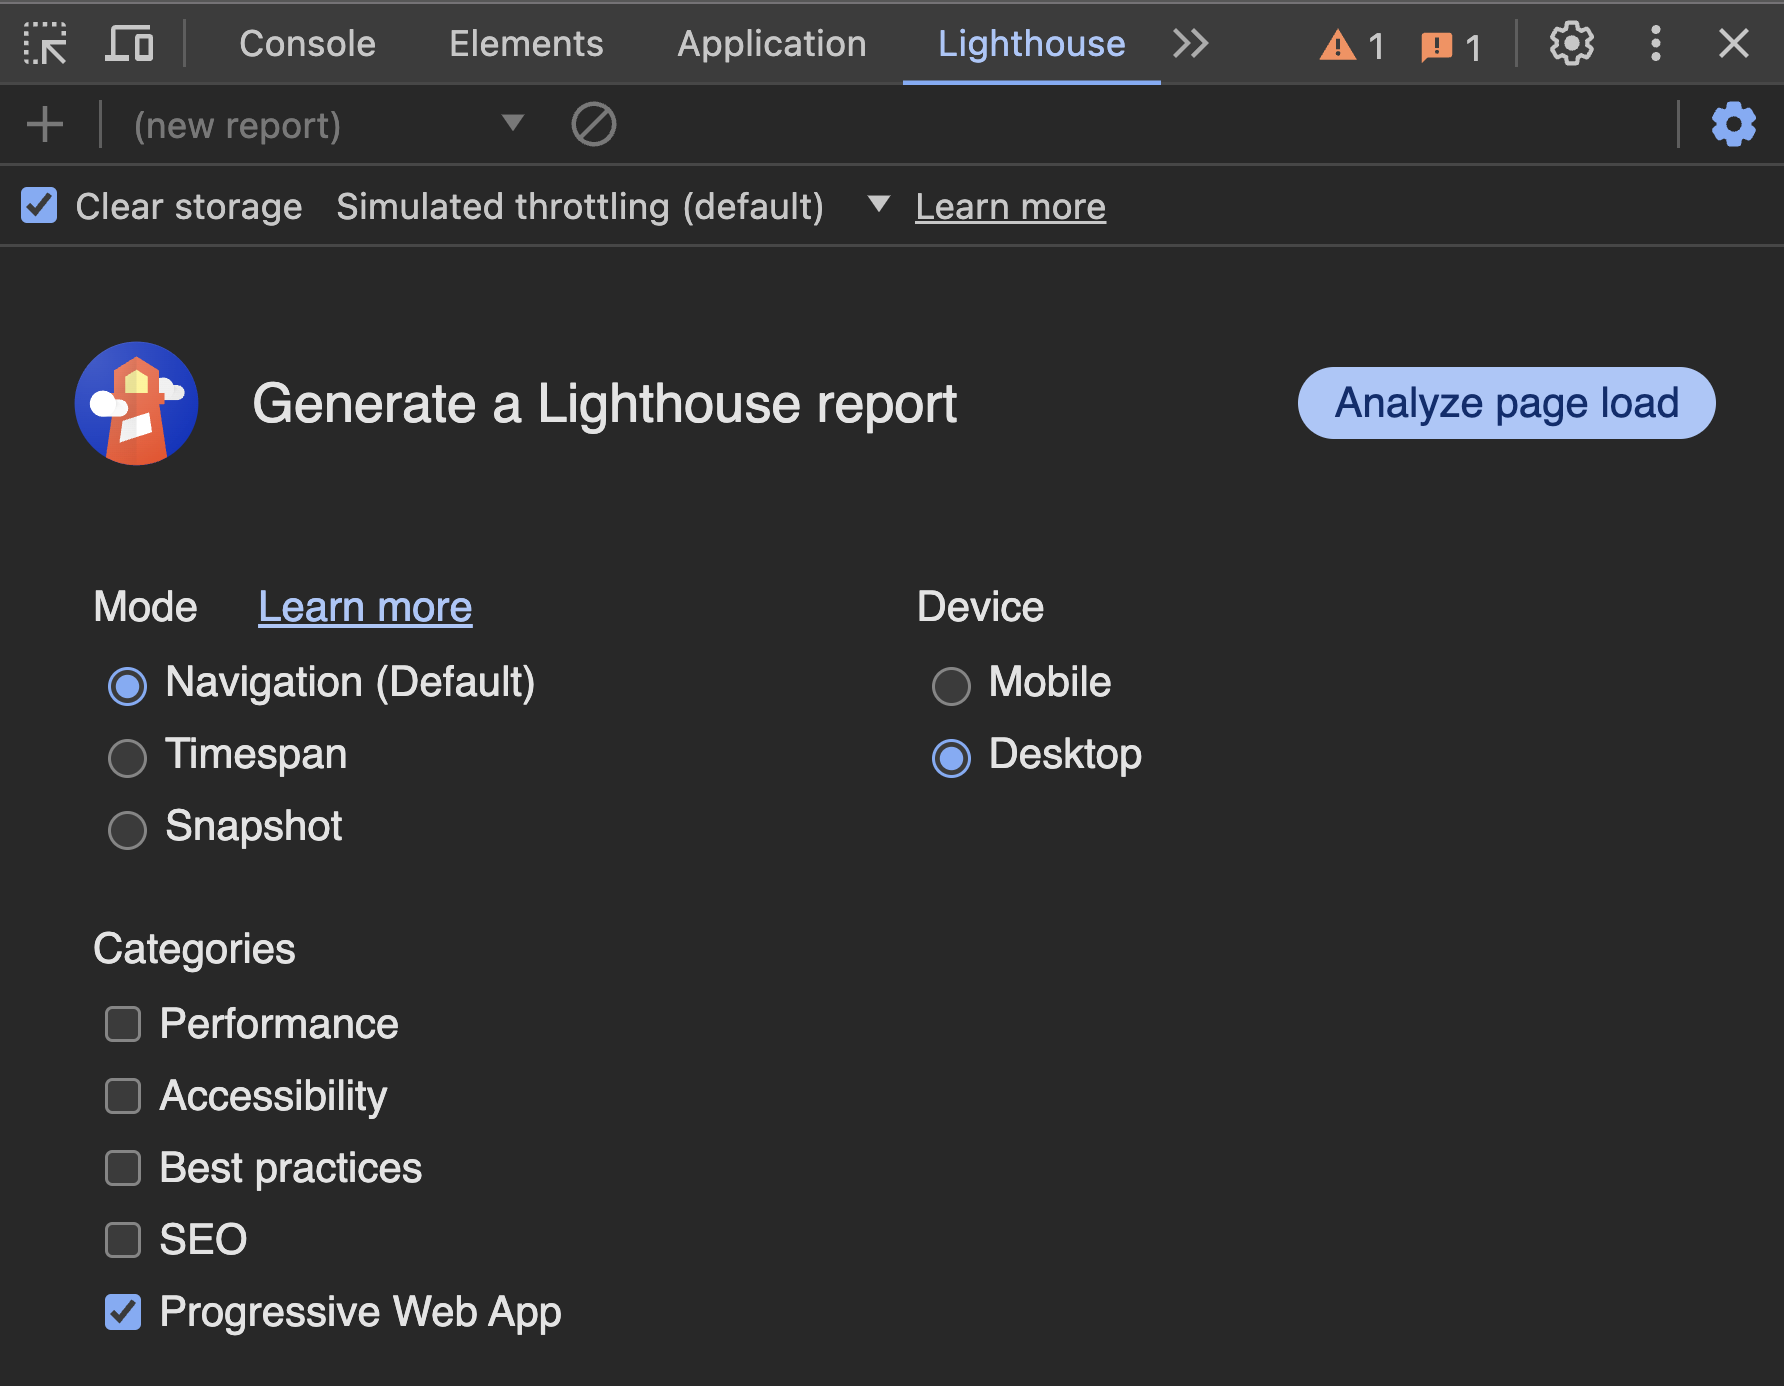 Console Elements Application Lighthouse 1 1
(new report)
Clear storage Simulated throttling (default) Learn more
Generate a Lighthouse report Analyze page load
Mode Learn more Device
Navigation (Default) Mobile
Timespan Desktop
Snapshot
Categories
Performance
Accessibility
Best practices
SEO
Progressive Web App